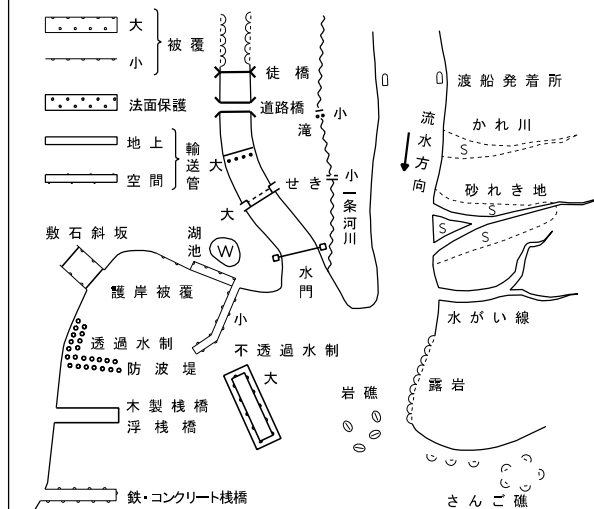 大
小
被覆
法面保護
地上
空間
輸送管
徒橋
道路橋
大
小
滝
せき
大
小
一条河川
水門
渡船発着所
流水方向
かれ川
S
砂れき地
S
S
S
水がい線
露岩
さんご礁
岩礁
敷石斜坂
湖池
W
護岸被覆
小
透過水制
防波堤
不透過水制
大
木製桟橋
浮桟橋
鉄・コンクリート桟橋